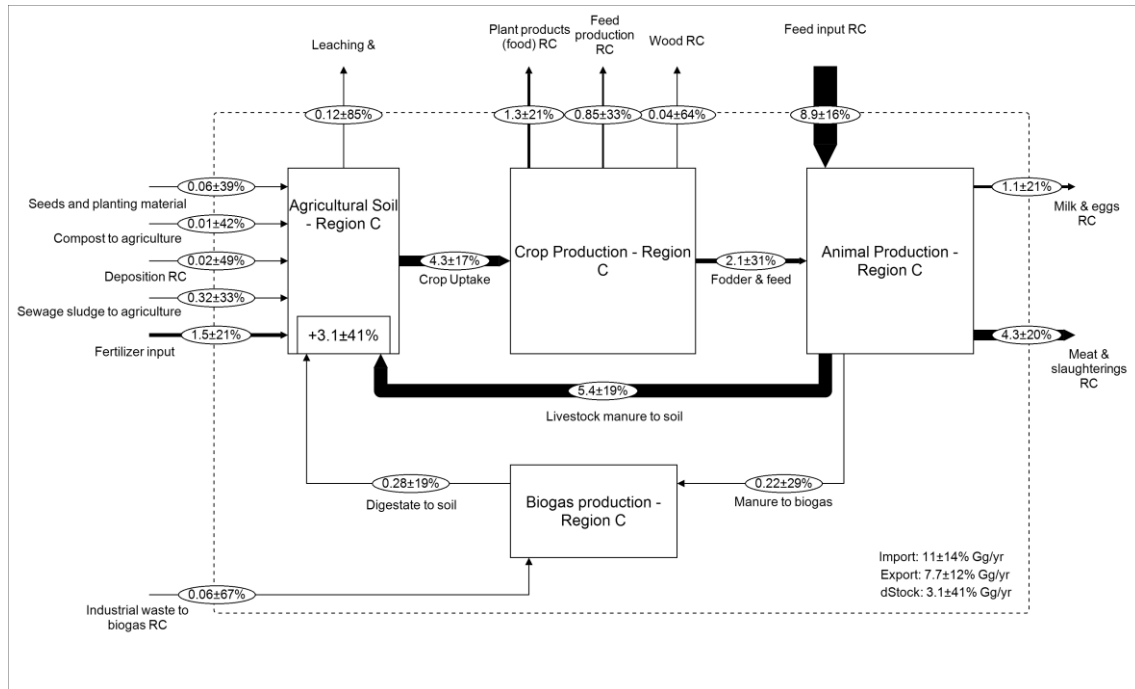 Leaching &
Plant products
(food) RC
Feed
production
RC
Wood RC
Feed input RC
0.12±85%
1.3±21%
0.85±33%
0.04±64%
8.9±16%
0.06±39%
Seeds and planting material
0.01±42%
Compost to agriculture
0.02±49%
Deposition RC
0.32±33%
Sewage sludge to agriculture
1.5±21%
Fertilizer input
Agricultural Soil
- Region C
+3.1±41%
4.3±17%
Crop Uptake
Crop Production - Region
C
2.1±31%
Fodder & feed
Animal Production -
Region C
1.1±21%
Milk & eggs
RC
4.3±20%
Meat &
slaughterings
RC
5.4±19%
Livestock manure to soil
0.28±19%
Digestate to soil
Biogas production -
Region C
0.22±29%
Manure to biogas
0.06±67%
Industrial waste to
biogas RC
Import: 11±14% Gg/yr
Export: 7.7±12% Gg/yr
dStock: 3.1±41% Gg/yr